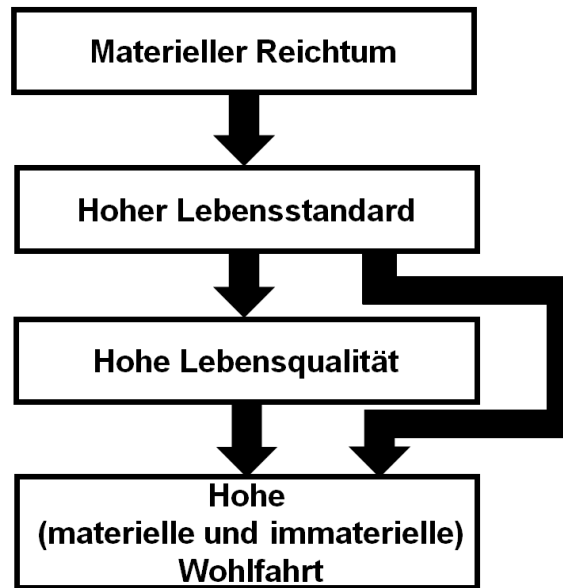 Materieller Reichtum
Hoher Lebensstandard
Hohe Lebensqualität
Hohe
(materielle und immaterielle)
Wohlfahrt